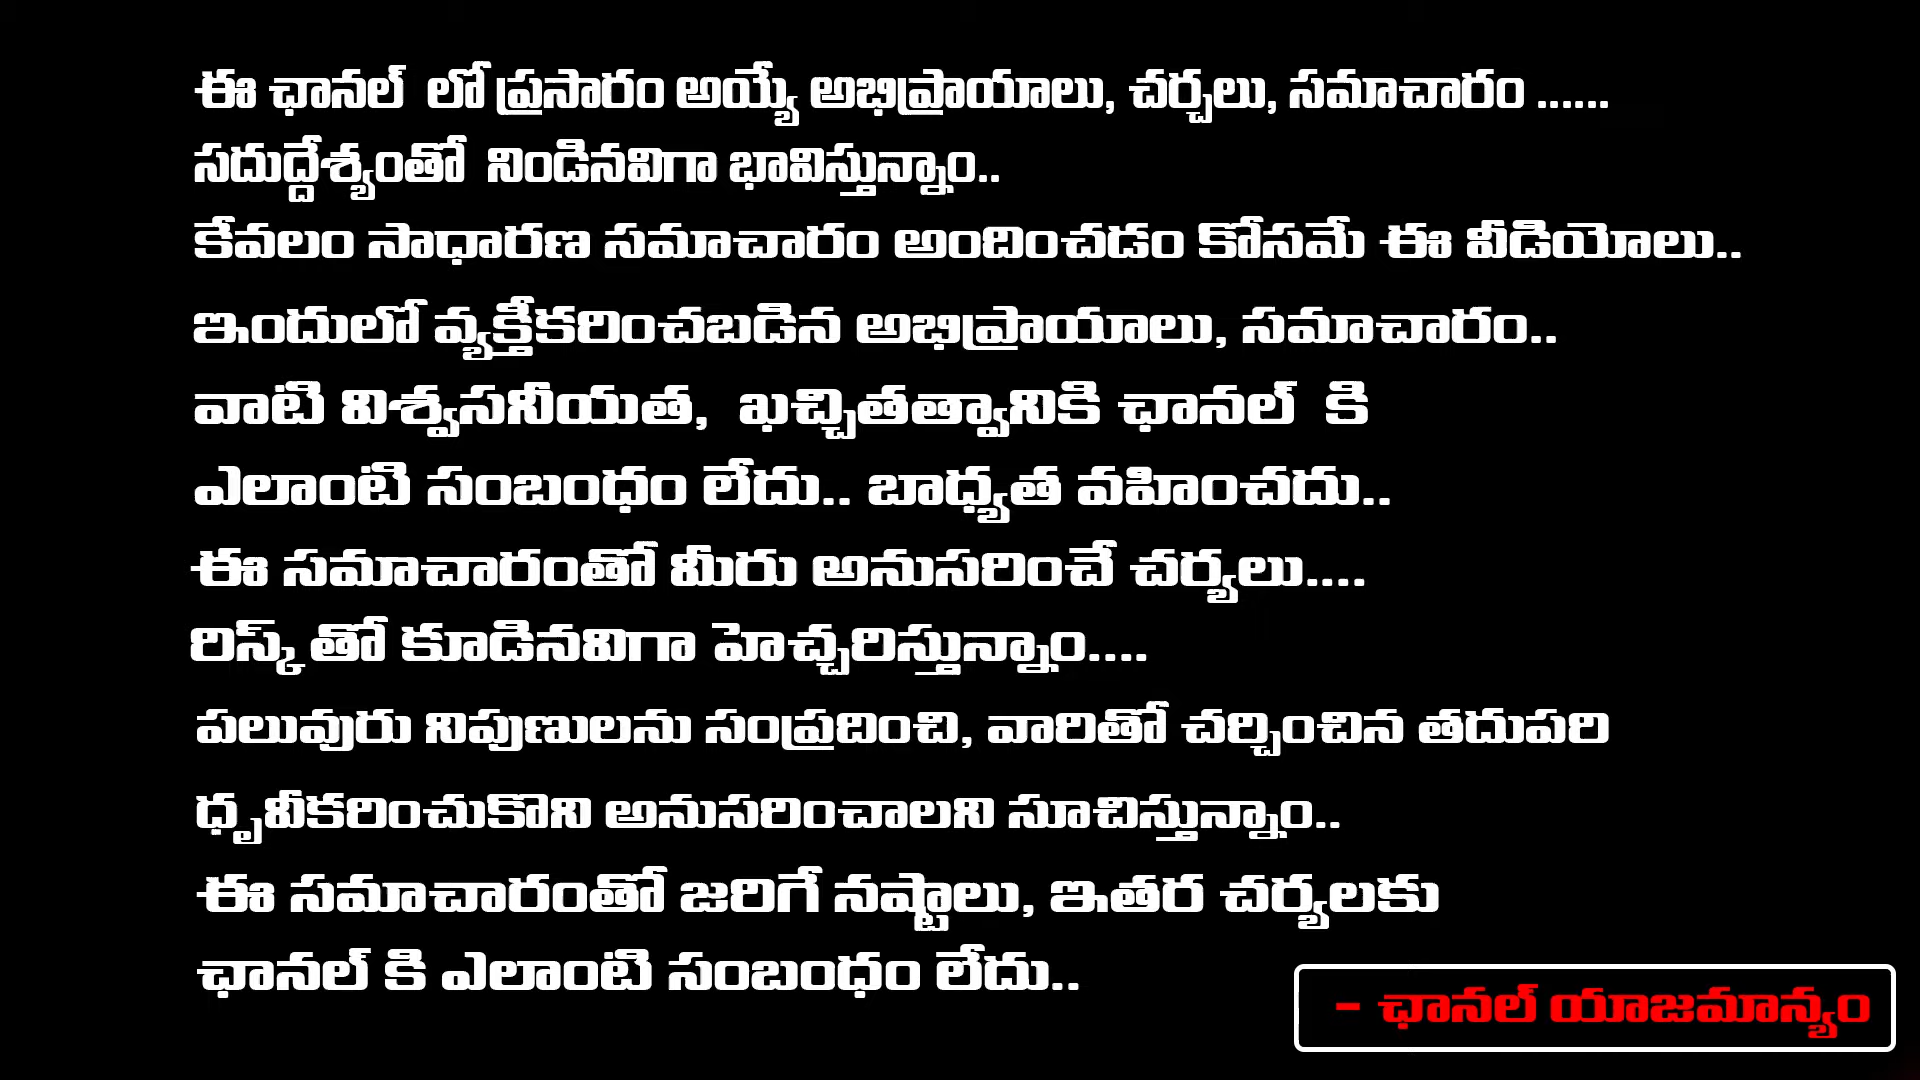 ఈ ఛానల్ లో ప్రసారం అయ్యే అభిప్రాయాలు, చర్చలు, సమాచారం ......
సదుద్దేశ్యంతో నిండినవిగా భావిస్తున్నాం..
కేవలం సాధారణ సమాచారం అందించడం కోసమే ఈ వీడియోలు..
ఇందులో వ్యక్తీకరించబడిన అభిప్రాయాలు, సమాచారం..
వాటి విశ్వసనీయత, ఖచ్చితత్వానికి ఛానల్ కి
ఎలాంటి సంబంధం లేదు.. బాధ్యత వహించదు..
ఈ సమాచారంతో మీరు అనుసరించే చర్యలు....
రిస్క్ తో కూడినవిగా హెచ్చరిస్తున్నాం....
పలువురు నిపుణులను సంప్రదించి, వారితో చర్చించిన తదుపరి
ధృవీకరించుకొని అనుసరించాలని సూచిస్తున్నాం..
ఈ సమాచారంతో జరిగే నష్టాలు, ఇతర చర్యలకు
ఛానల్ కి ఎలాంటి సంబంధం లేదు..
- ఛానల్ యాజమాన్యం